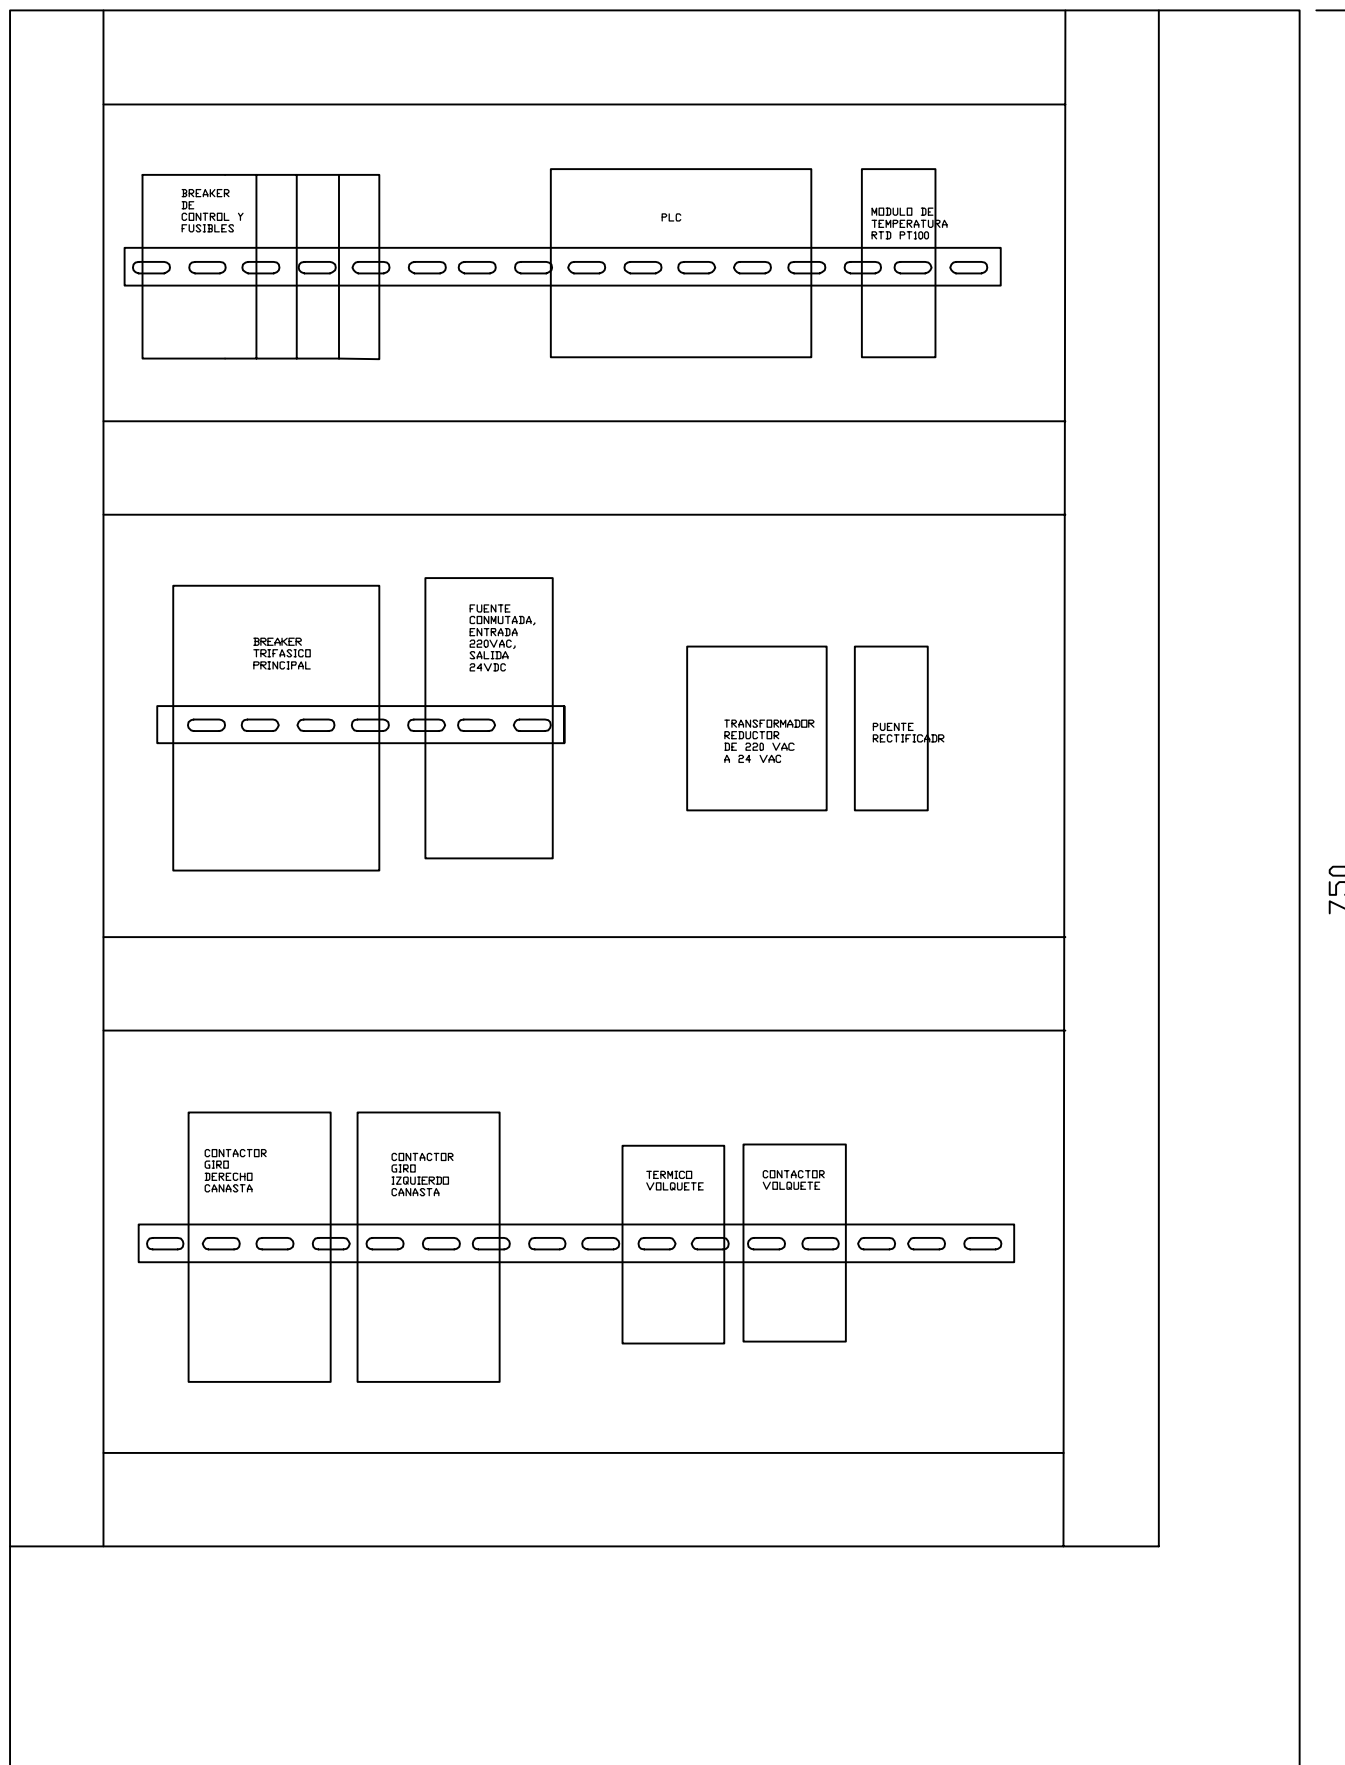 BREAKER
DE
CONTROL Y
FUSIBLES
PLC
MODULO DE
TEMPERATURA
RTD PT100
BREAKER
TRIFASICO
PRINCIPAL
FUENTE
CONMUTADA,
ENTRADA
220VAC,
SALIDA
24VDC
TRANSFORMADOR
REDUCTOR
DE 220 VAC
A 24 VAC
PUENTE
RECTIFICADR
750
CONTACTOR
GIRO
DERECHO
CANASTA
CONTACTOR
GIRO
IZQUIERDO
CANASTA
TERMICO
VOLQUETE
CONTACTOR
VOLQUETE